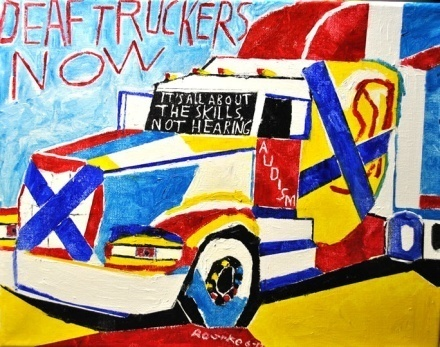 DEAF TRUCKERS
NOW
IT'S ALL ABOUT
THE SKILLS,
NOT HEARING
AUDISM